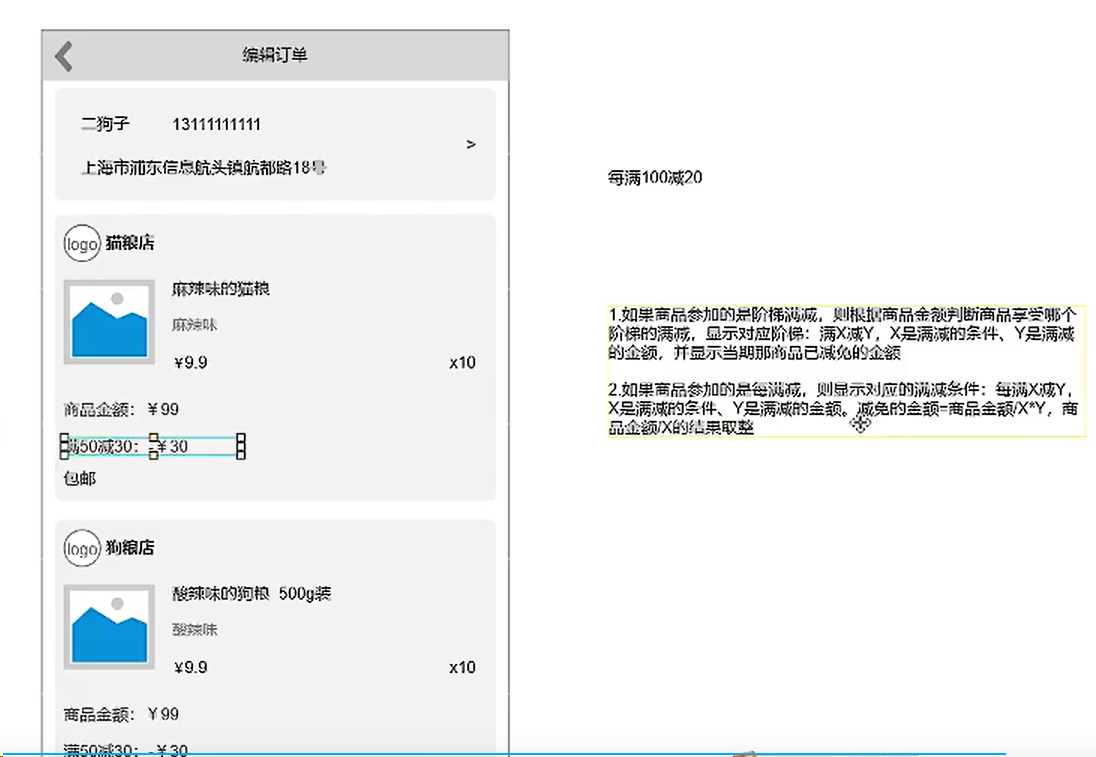 编辑订单
二狗子 13111111111
>
上海市浦东信息航头镇航都路18号
logo 猫粮店
麻辣味的猫粮
麻辣味
¥9.9 x10
商品金额：¥99
满50减30：-¥30
包邮
logo 狗粮店
酸辣味的狗粮 500g装
酸辣味
¥9.9 x10
商品金额：¥99
满50减30：-¥30
每满100减20
1.如果商品参加的是阶梯满减，则根据商品金额判断商品享受哪个
阶梯的满减，显示对应阶梯：满X减Y，X是满减的条件、Y是满减
的金额，并显示当期那商品已减免的金额
2.如果商品参加的是每满减，则显示对应的满减条件：每满X减Y，
X是满减的条件、Y是满减的金额。减免的金额=商品金额/X*Y，商
品金额/X的结果取整